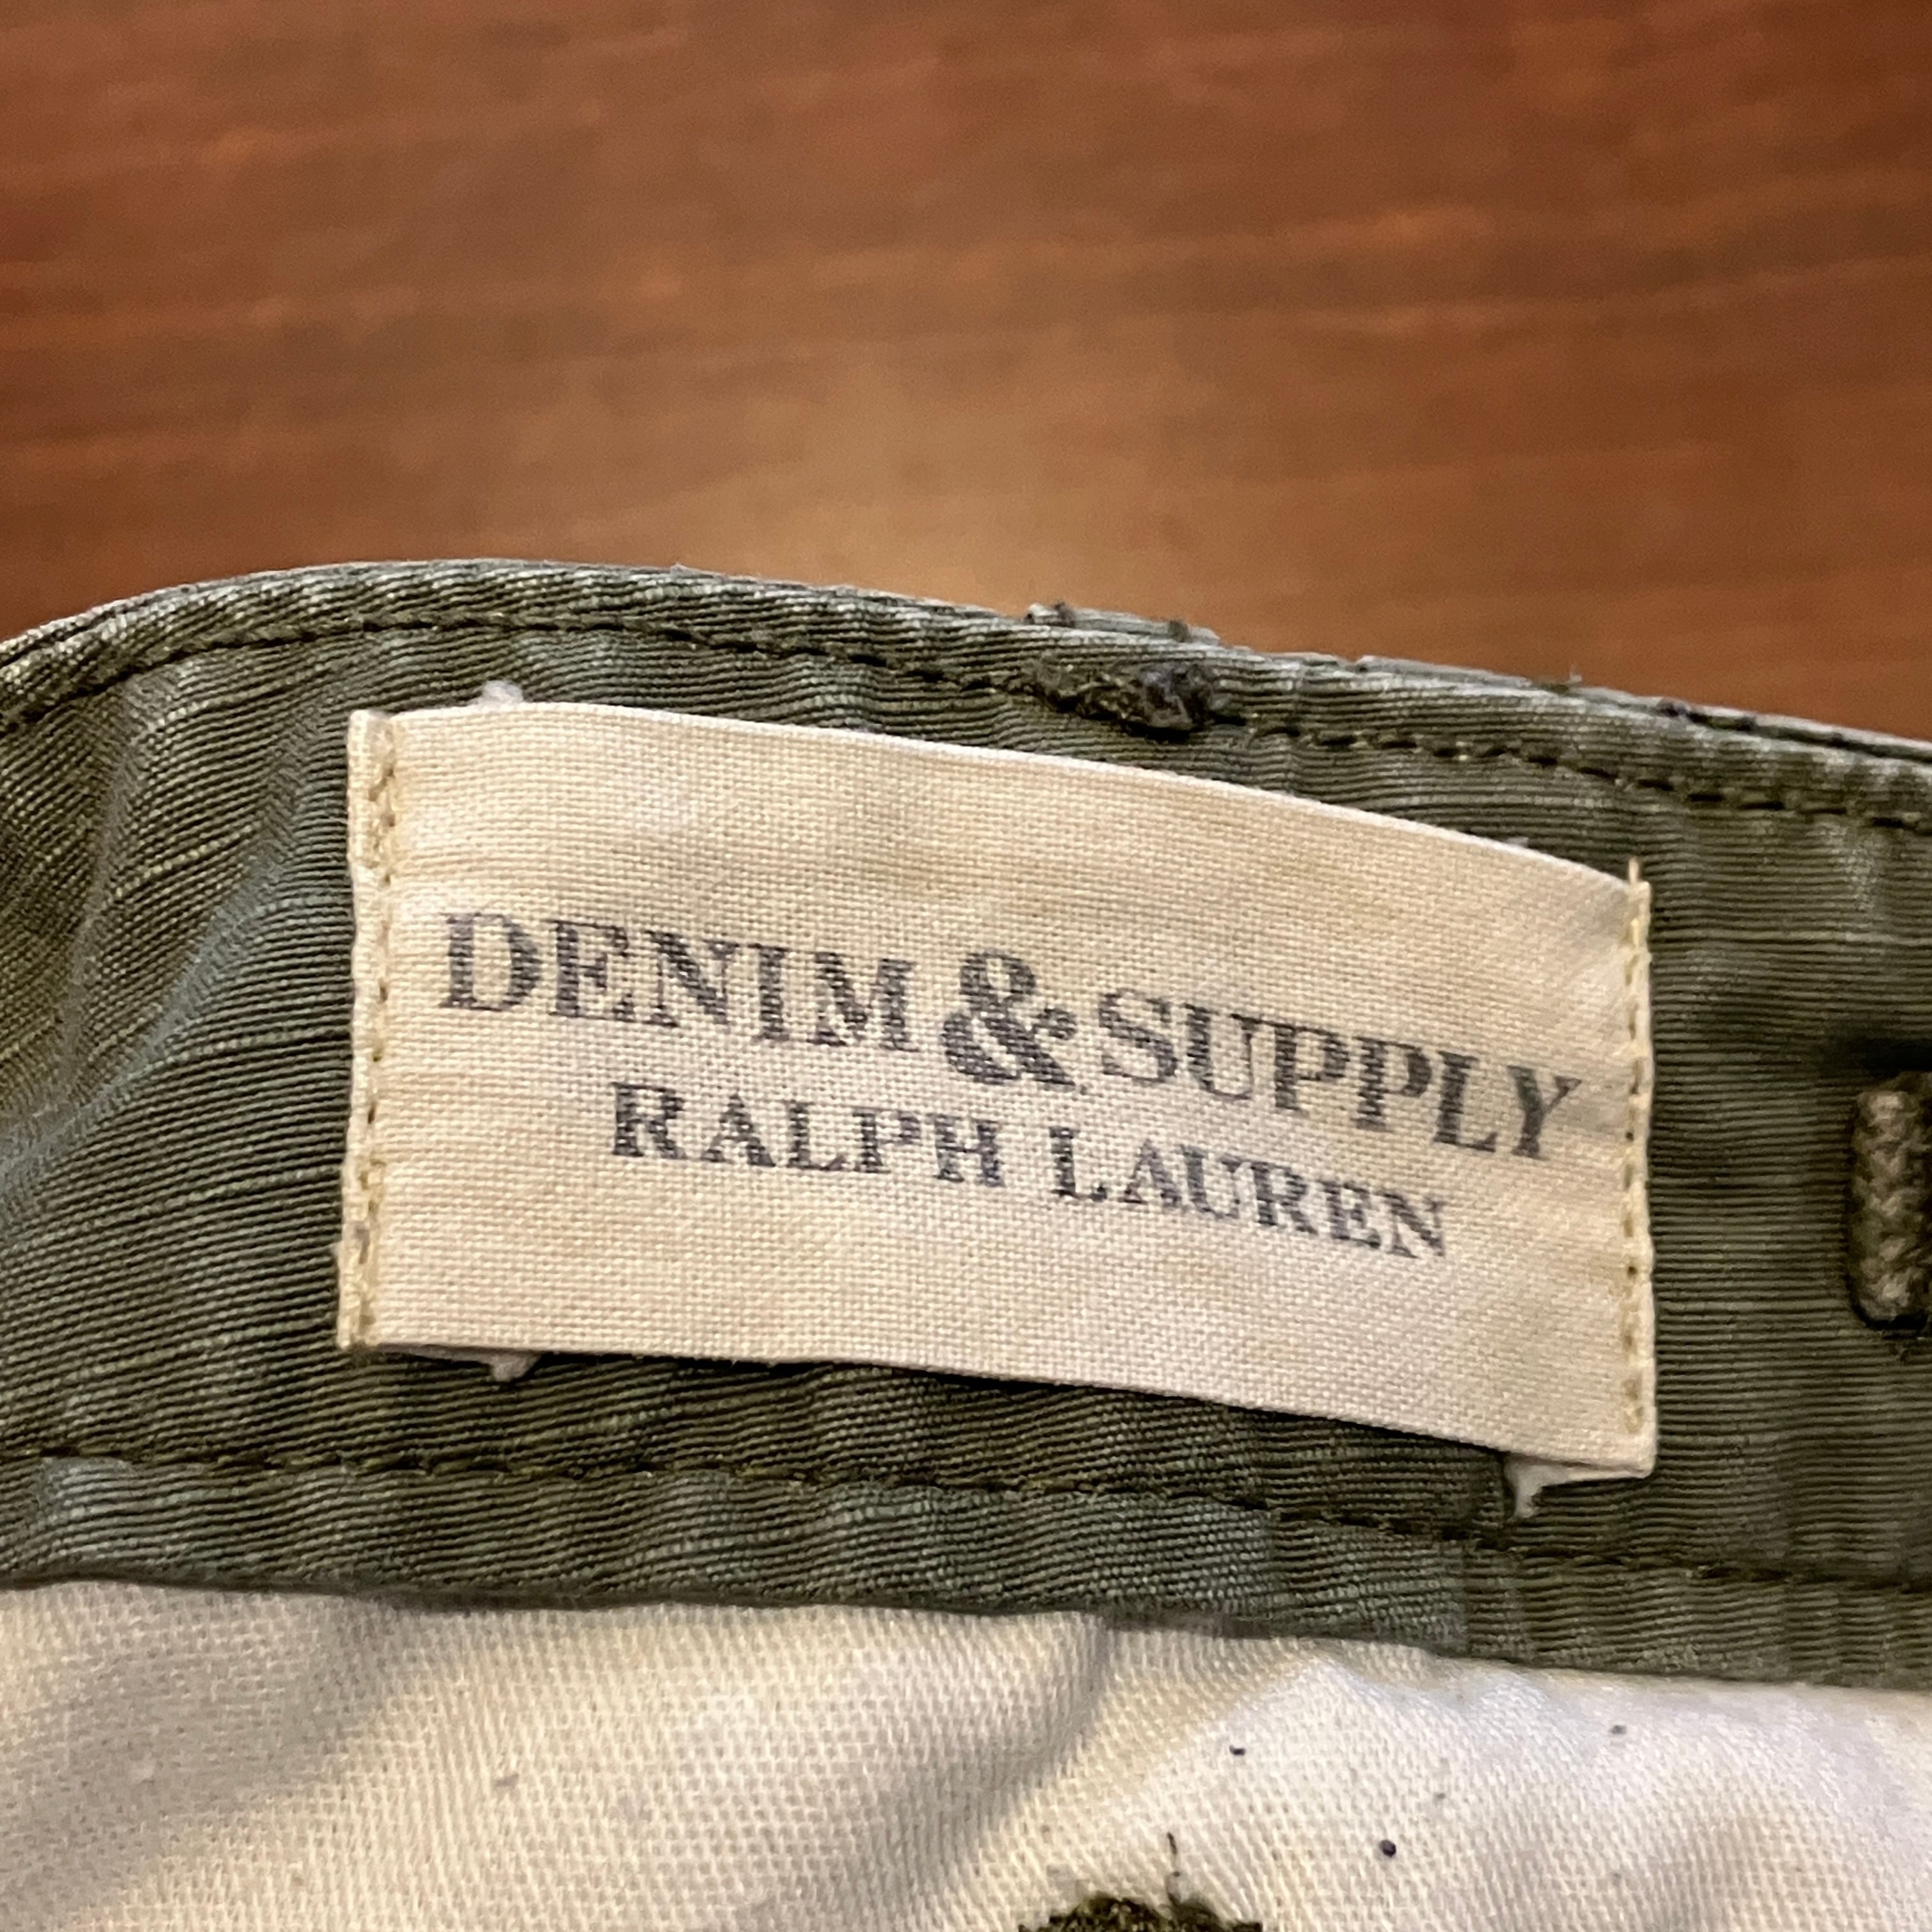 DENIM & SUPPLY
RALPH LAUREN